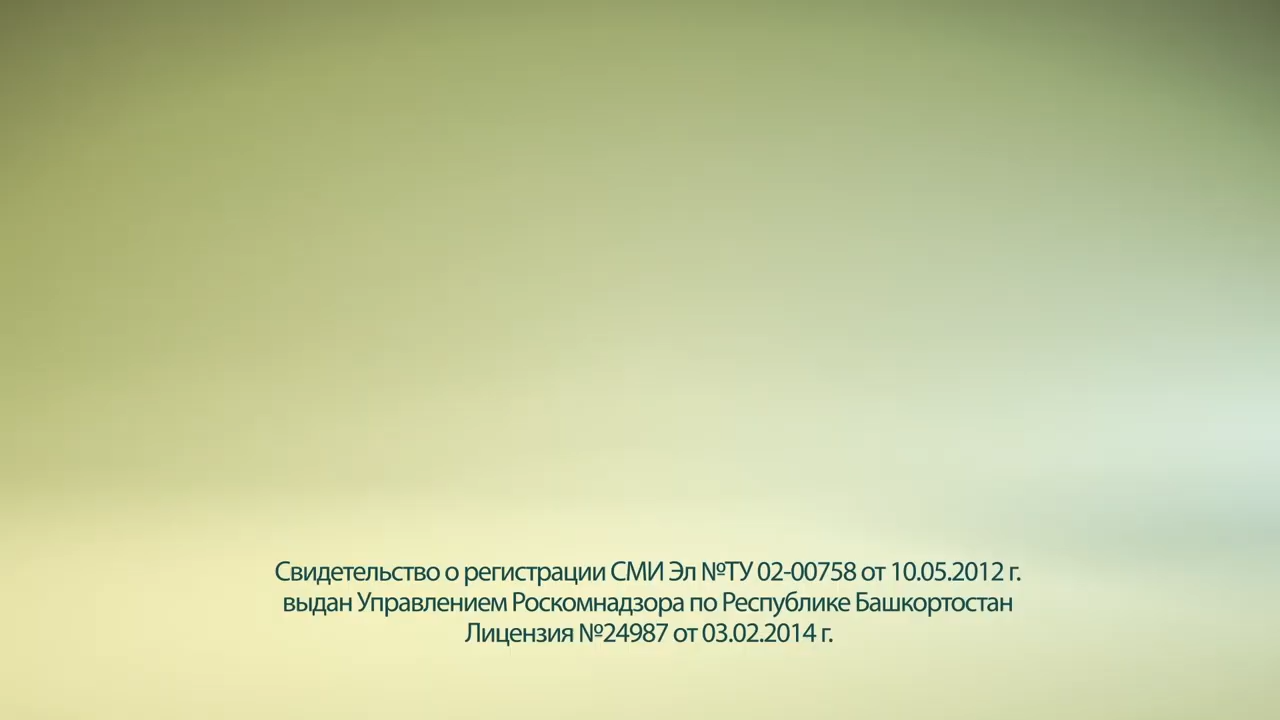 Свидетельство о регистрации СМИ Эл №ТУ 02-00758 от 10.05.2012 г.
выдан Управлением Роскомнадзора по Республике Башкортостан
Лицензия №24987 от 03.02.2014 г.